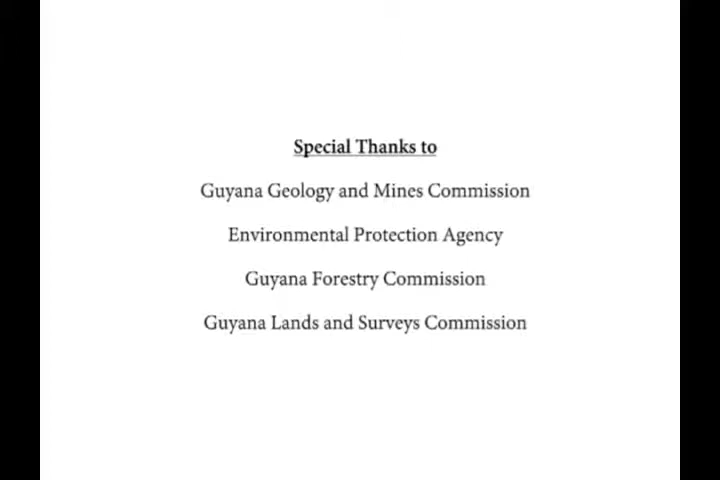 Special Thanks to
Guyana Geology and Mines Commission
Environmental Protection Agency
Guyana Forestry Commission
Guyana Lands and Surveys Commission